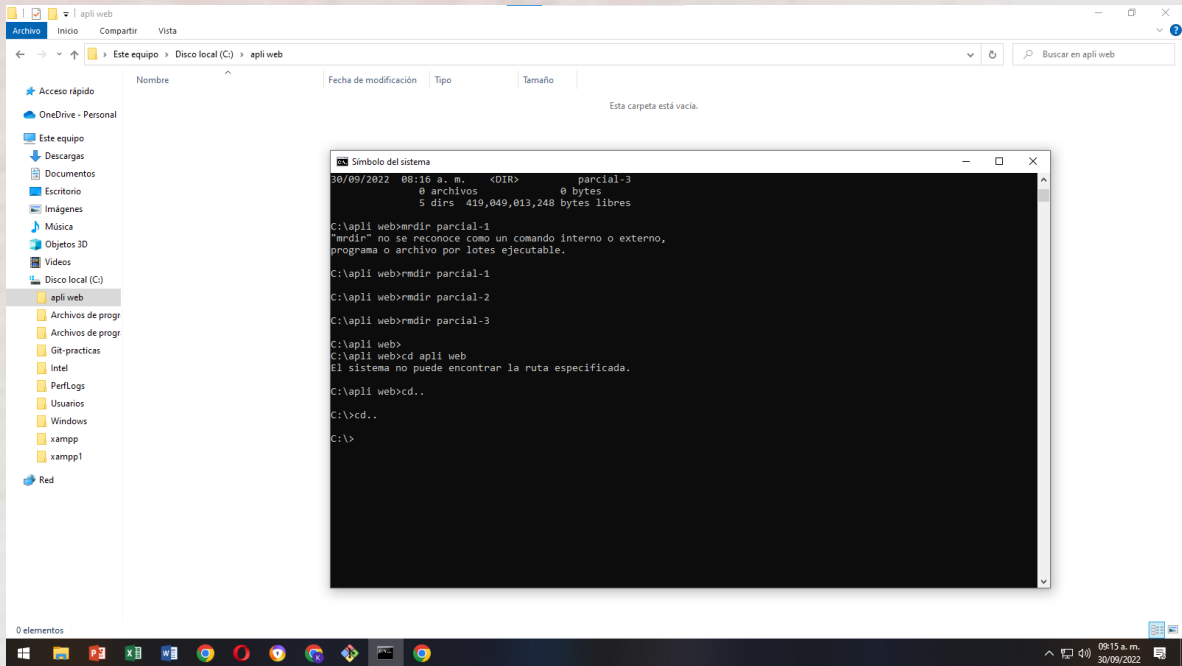 apli web
Archivo Inicio Compartir Vista
Este equipo > Disco local (C:) > apli web
Buscar en apli web
Nombre Fecha de modificación Tipo Tamaño
Esta carpeta está vacía.
Acceso rápido
OneDrive - Personal
Este equipo
Descargas
Documentos
Escritorio
Imágenes
Música
Objetos 3D
Videos
Disco local (C:)
apli web
Archivos de progr
Archivos de progr
Git-practicas
Intel
PerfLogs
Usuarios
Windows
xampp
xampp1
Red
Símbolo del sistema
30/09/2022 08:16 a. m. <DIR> parcial-3
0 archivos 0 bytes
5 dirs 419,049,013,248 bytes libres
C:\apli web>mrdir parcial-1
"mrdir" no se reconoce como un comando interno o externo,
programa o archivo por lotes ejecutable.
C:\apli web>rmdir parcial-1
C:\apli web>rmdir parcial-2
C:\apli web>rmdir parcial-3
C:\apli web>
C:\apli web>cd apli web
El sistema no puede encontrar la ruta especificada.
C:\apli web>cd..
C:\>cd..
C:\>
0 elementos
09:15 a. m.
30/09/2022